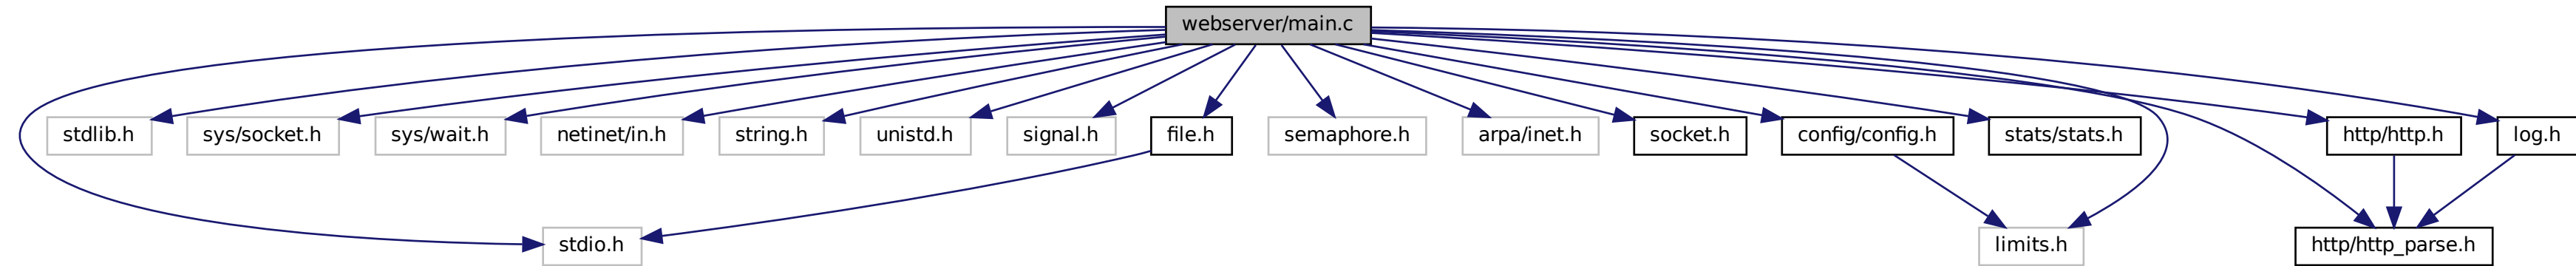 webserver/main.c
stdlib.h
sys/socket.h
sys/wait.h
netinet/in.h
string.h
unistd.h
signal.h
file.h
semaphore.h
arpa/inet.h
socket.h
config/config.h
stats/stats.h
http/http.h
log.h
stdio.h
limits.h
http/http_parse.h